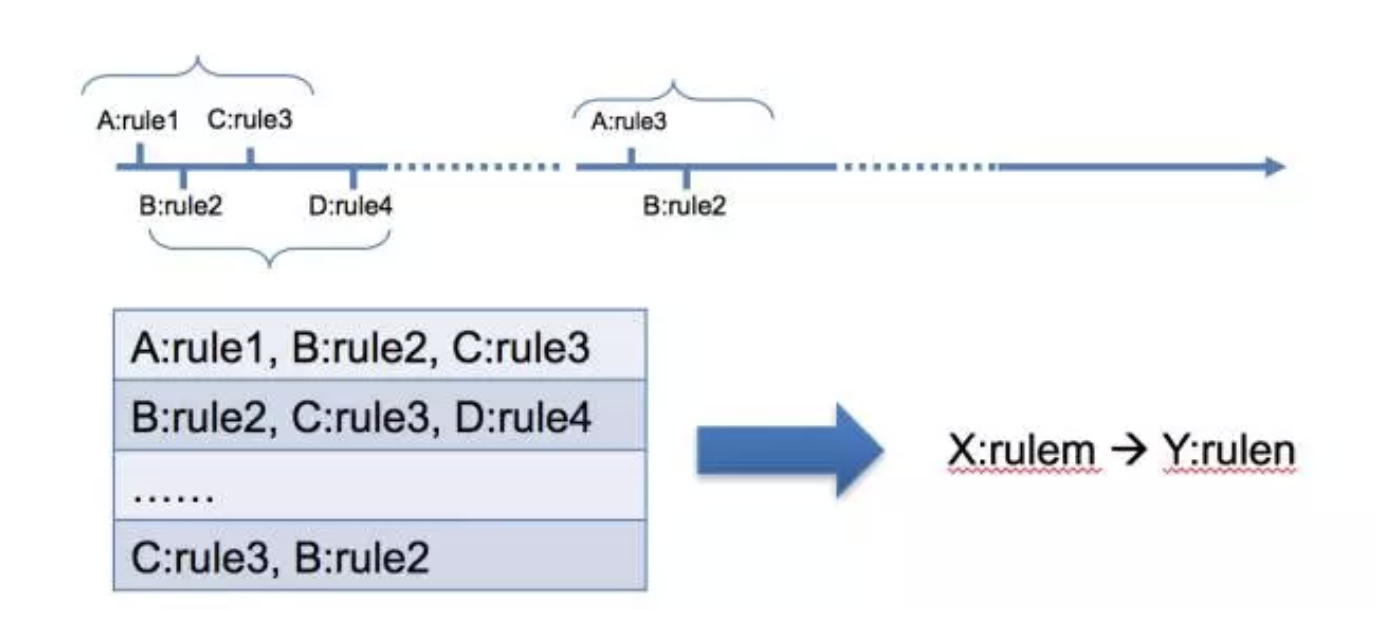 A:rule1 C:rule3 A:rule3
B:rule2 D:rule4 B:rule2
A:rule1, B:rule2, C:rule3
B:rule2, C:rule3, D:rule4
......
C:rule3, B:rule2
X:rulem → Y:rulen